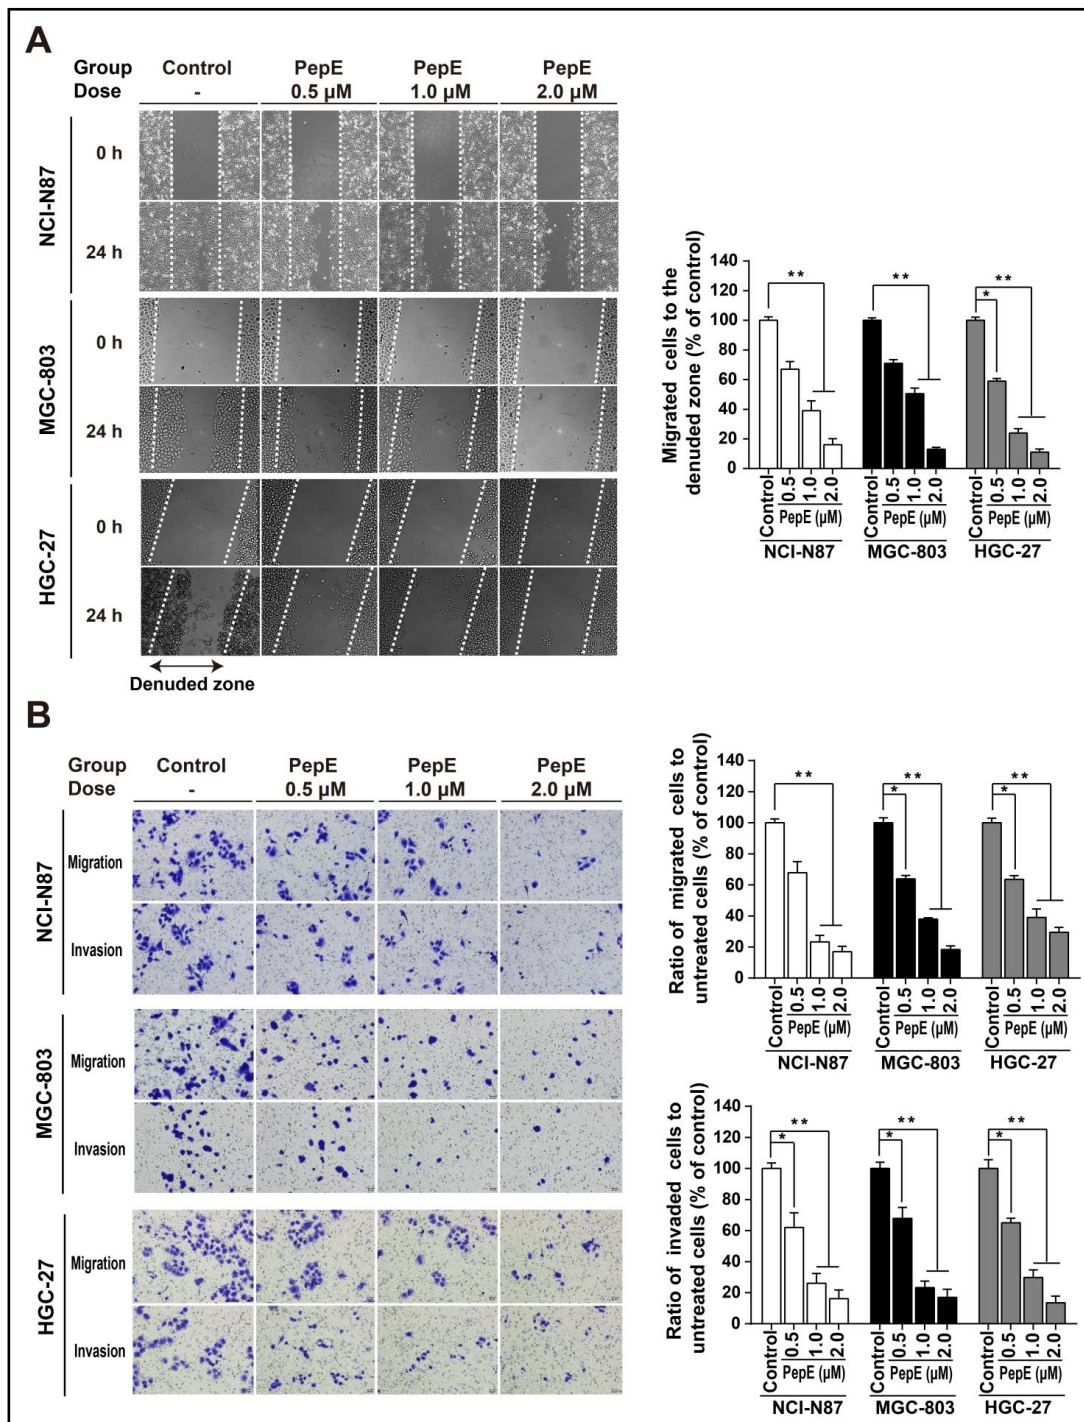 A
Group Control PepE PepE PepE
Dose - 0.5 μM 1.0 μM 2.0 μM
NCI-N87
0 h
24 h
MGC-803
0 h
24 h
HGC-27
0 h
24 h
Denuded zone
Migrated cells to the
denuded zone (% of control)
140
120
100
80
60
40
20
0
** ** * **
Control 0.5 1.0 2.0 Control 0.5 1.0 2.0 Control 0.5 1.0 2.0
PepE (μM) PepE (μM) PepE (μM)
NCI-N87 MGC-803 HGC-27
B
Group Control PepE PepE PepE
Dose - 0.5 μM 1.0 μM 2.0 μM
NCI-N87
Migration
Invasion
MGC-803
Migration
Invasion
HGC-27
Migration
Invasion
Ratio of migrated cells to
untreated cells (% of control)
140
120
100
80
60
40
20
0
** * ** * **
Control 0.5 1.0 2.0 Control 0.5 1.0 2.0 Control 0.5 1.0 2.0
PepE (μM) PepE (μM) PepE (μM)
NCI-N87 MGC-803 HGC-27
Ratio of invaded cells to
untreated cells (% of control)
140
120
100
80
60
40
20
0
* ** * ** * **
Control 0.5 1.0 2.0 Control 0.5 1.0 2.0 Control 0.5 1.0 2.0
PepE (μM) PepE (μM) PepE (μM)
NCI-N87 MGC-803 HGC-27